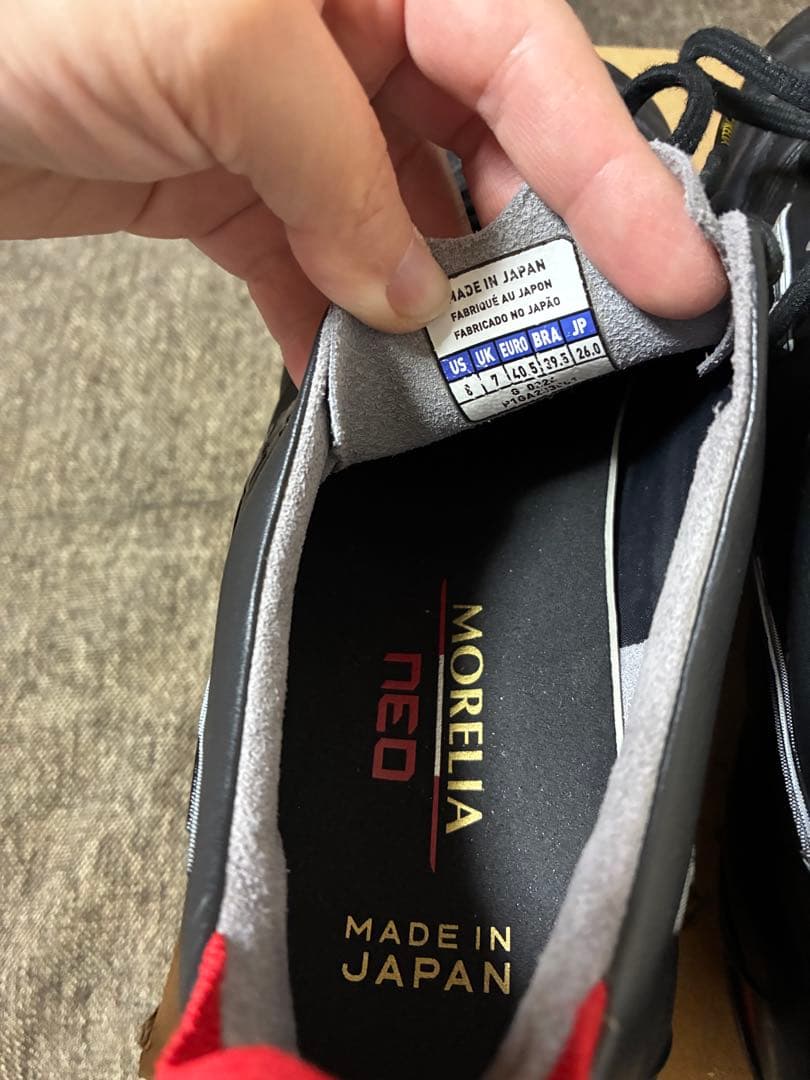 MADE IN JAPAN
FABRIQUÉ AU JAPON
FABRICADO NO JAPÃO
US UK EURO BRA JP
8 7 40.5 39.5 26.0
MORELIA
neo
MADE IN
JAPAN